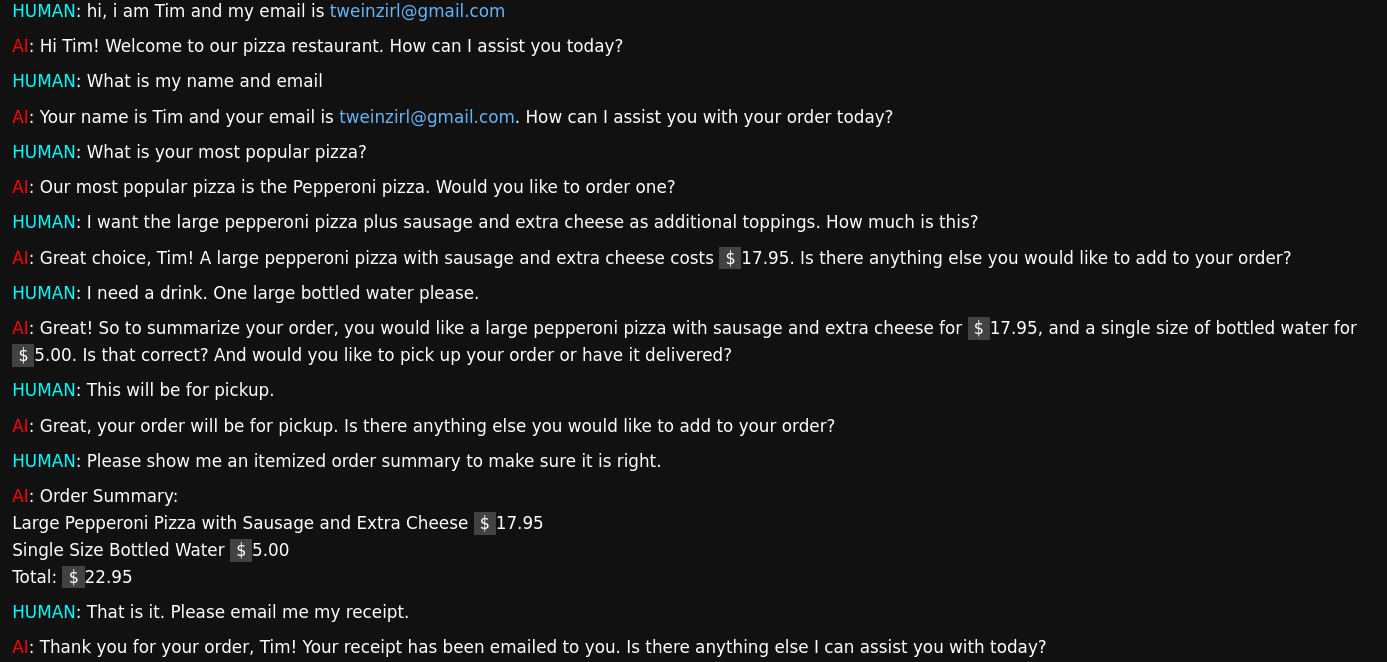 HUMAN: hi, i am Tim and my email is tweinzirl@gmail.com
AI: Hi Tim! Welcome to our pizza restaurant. How can I assist you today?
HUMAN: What is my name and email
AI: Your name is Tim and your email is tweinzirl@gmail.com. How can I assist you with your order today?
HUMAN: What is your most popular pizza?
AI: Our most popular pizza is the Pepperoni pizza. Would you like to order one?
HUMAN: I want the large pepperoni pizza plus sausage and extra cheese as additional toppings. How much is this?
AI: Great choice, Tim! A large pepperoni pizza with sausage and extra cheese costs $17.95. Is there anything else you would like to add to your order?
HUMAN: I need a drink. One large bottled water please.
AI: Great! So to summarize your order, you would like a large pepperoni pizza with sausage and extra cheese for $17.95, and a single size of bottled water for
$5.00. Is that correct? And would you like to pick up your order or have it delivered?
HUMAN: This will be for pickup.
AI: Great, your order will be for pickup. Is there anything else you would like to add to your order?
HUMAN: Please show me an itemized order summary to make sure it is right.
AI: Order Summary:
Large Pepperoni Pizza with Sausage and Extra Cheese $17.95
Single Size Bottled Water $5.00
Total: $22.95
HUMAN: That is it. Please email me my receipt.
AI: Thank you for your order, Tim! Your receipt has been emailed to you. Is there anything else I can assist you with today?